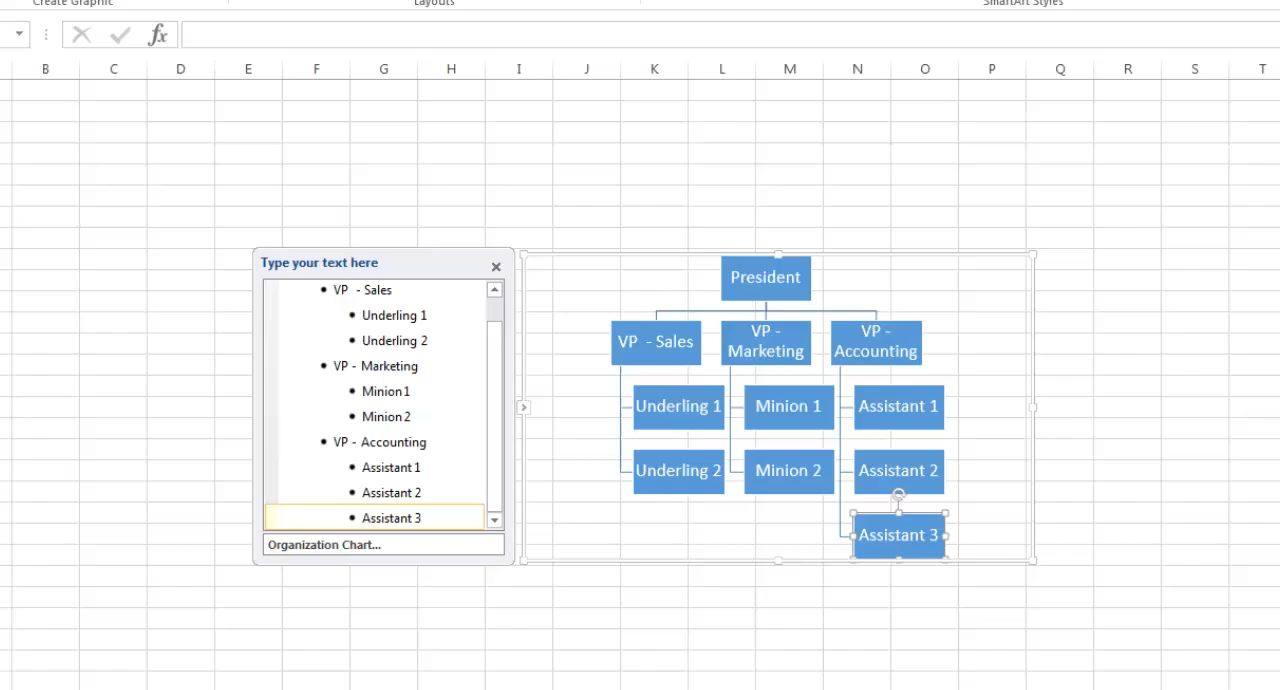 Create Graphic Layouts SmartArt Styles
fx
B C D E F G H I J K L M N O P Q R S T
Type your text here
VP - Sales
Underling 1
Underling 2
VP - Marketing
Minion 1
Minion 2
VP - Accounting
Assistant 1
Assistant 2
Assistant 3
Organization Chart...
President
VP - Sales
VP -
Marketing
VP -
Accounting
Underling 1
Minion 1
Assistant 1
Underling 2
Minion 2
Assistant 2
Assistant 3